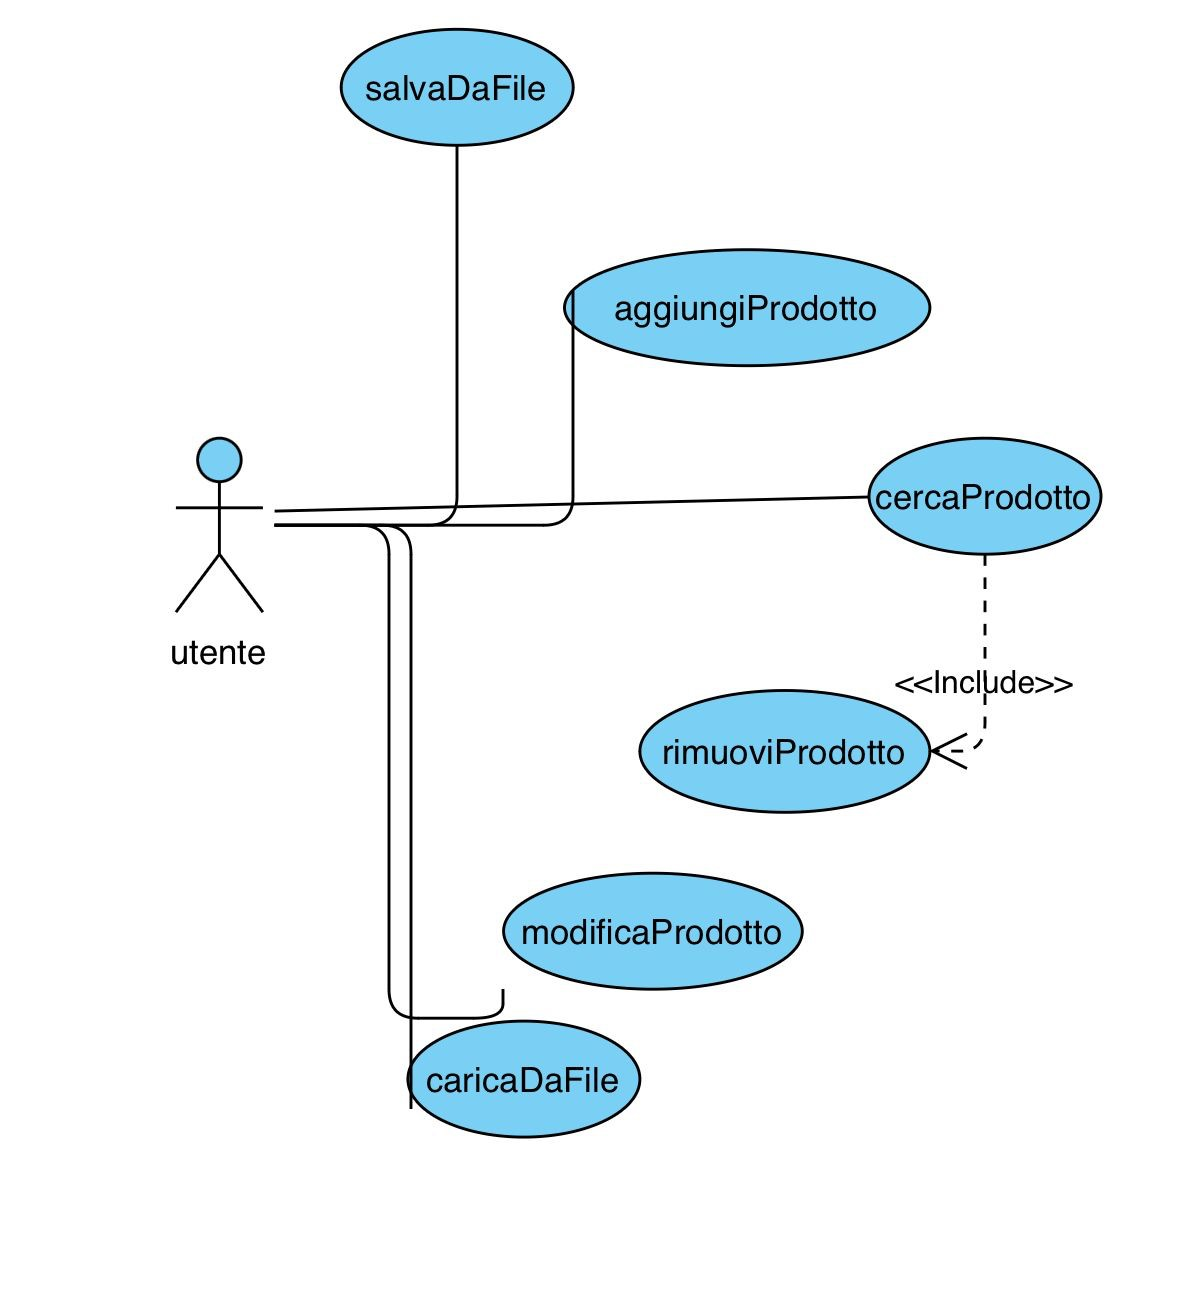 salvaDaFile
aggiungiProdotto
cercaProdotto
utente
<<Include>>
rimuoviProdotto
modificaProdotto
caricaDaFile